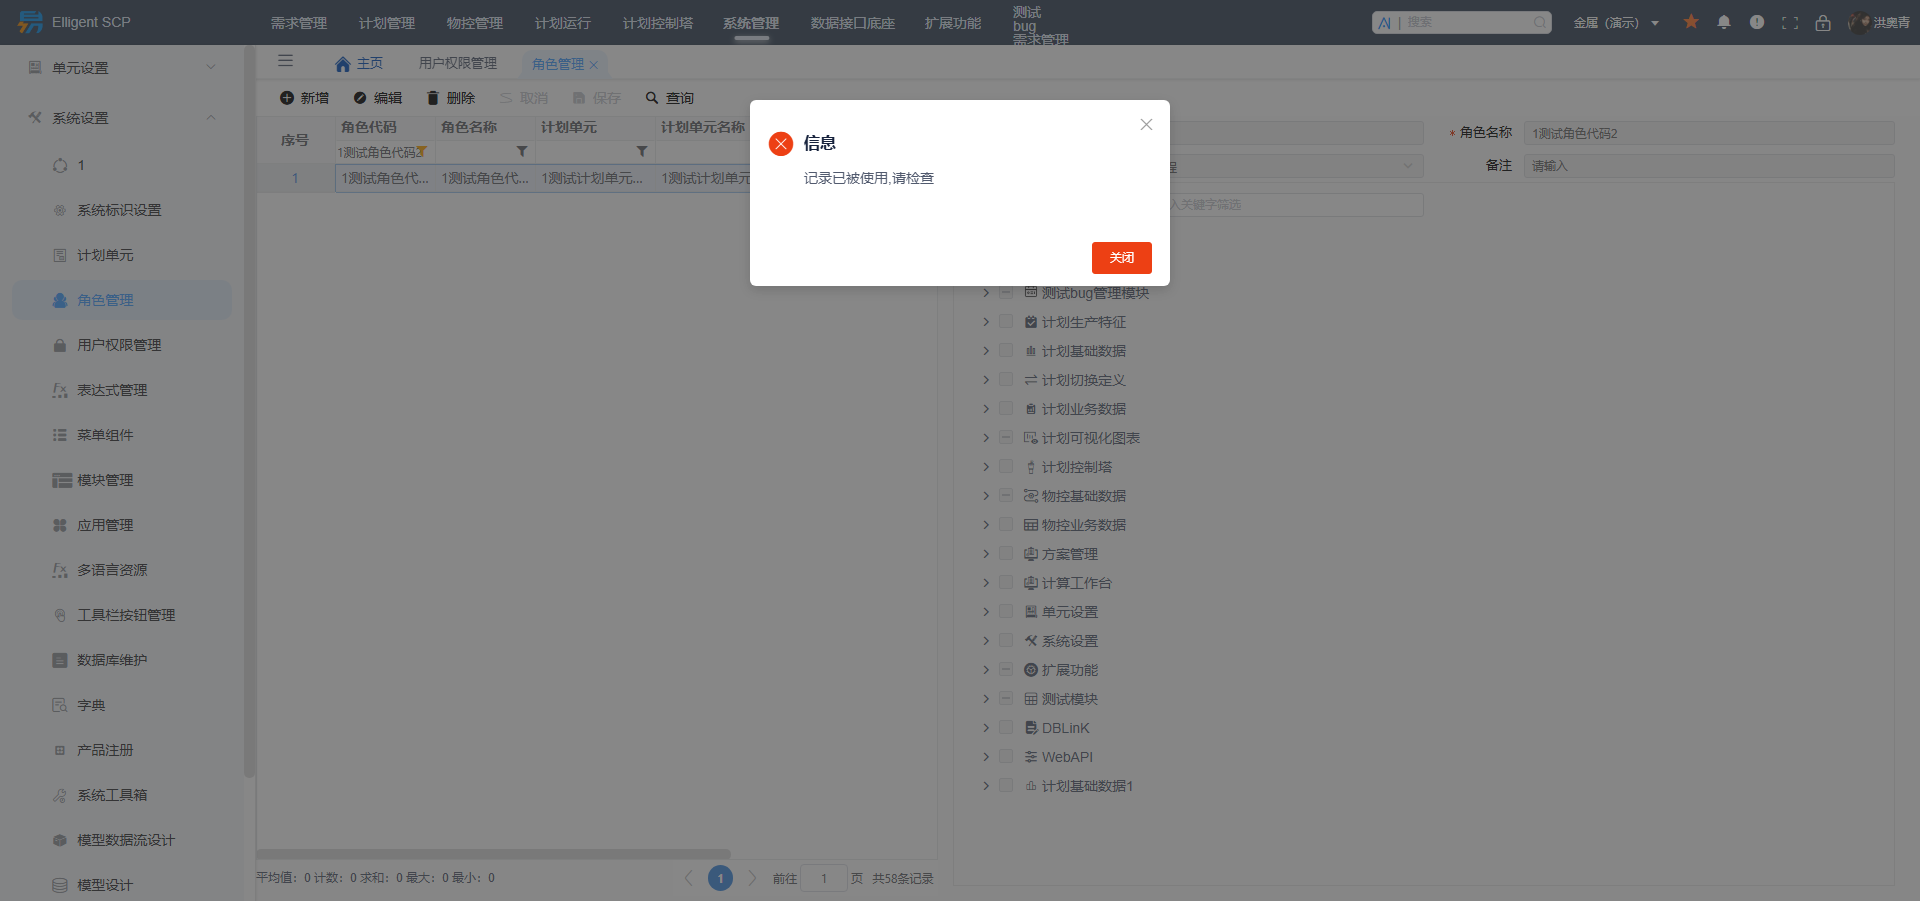 Elligent SCP
需求管理
计划管理
物控管理
计划运行
计划控制塔
系统管理
数据接口底座
扩展功能
测试
bug
需求管理
AI | 搜索
金属（演示）
洪奥青
单元设置
系统设置
1
系统标识设置
计划单元
角色管理
用户权限管理
表达式管理
菜单组件
模块管理
应用管理
多语言资源
工具栏按钮管理
数据库维护
字典
产品注册
系统工具箱
模型数据流设计
模型设计
主页
用户权限管理
角色管理
新增
编辑
删除
取消
保存
查询
序号
角色代码
角色名称
计划单元
计划单元名称
1测试角色代码2
1
1测试角色代...
1测试角色代...
1测试计划单元...
1测试计划单元
平均值：0 计数：0 求和：0 最大：0 最小：0
1
前往
1
页
共58条记录
信息
记录已被使用,请检查
关闭
* 角色名称
1测试角色代码2
备注
请输入
入关键字筛选
测试bug管理模块
计划生产特征
计划基础数据
计划切换定义
计划业务数据
计划可视化图表
计划控制塔
物控基础数据
物控业务数据
方案管理
计算工作台
单元设置
系统设置
扩展功能
测试模块
DBLinK
WebAPI
计划基础数据1